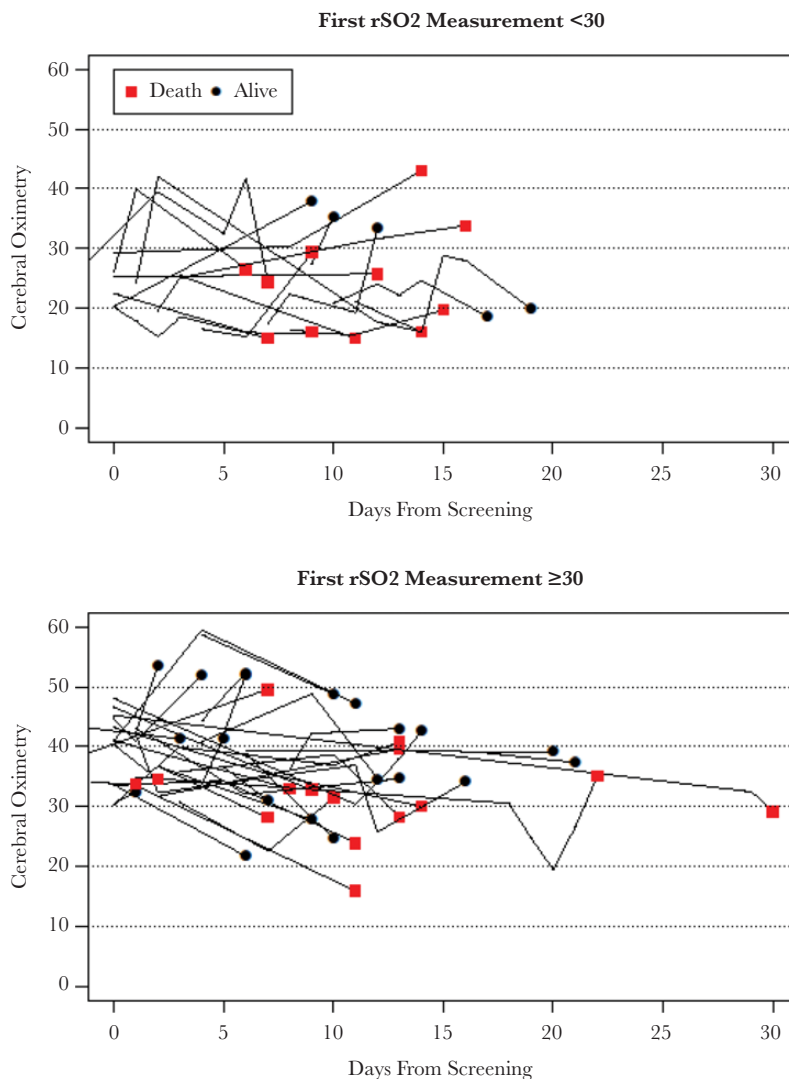 First rSO2 Measurement <30
60
50
40
30
20
10
0
Cerebral Oximetry
Death Alive
0 5 10 15 20 25 30
Days From Screening
First rSO2 Measurement ≥30
60
50
40
30
20
10
0
Cerebral Oximetry
0 5 10 15 20 25 30
Days From Screening